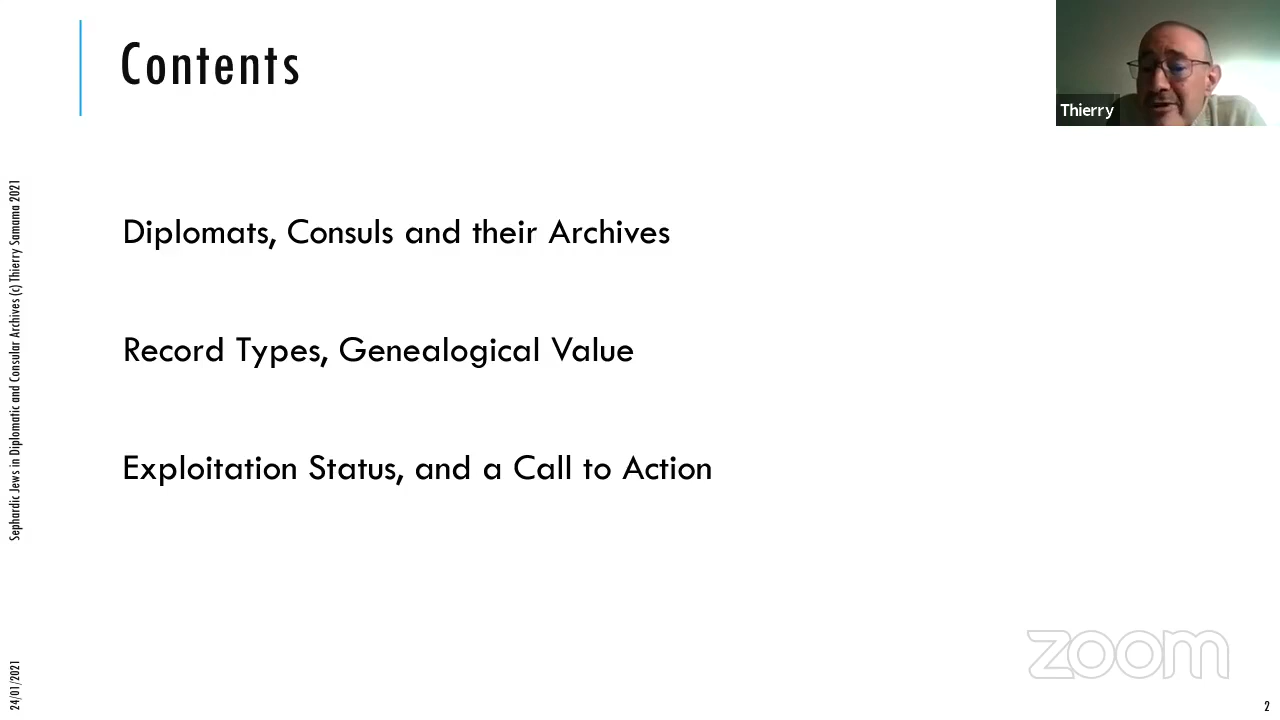 Contents
Thierry
Diplomats, Consuls and their Archives
Record Types, Genealogical Value
Exploitation Status, and a Call to Action
Sephardic Jews in Diplomatic and Consular Archives (c) Thierry Samama 2021
24/01/2021
zoom
2